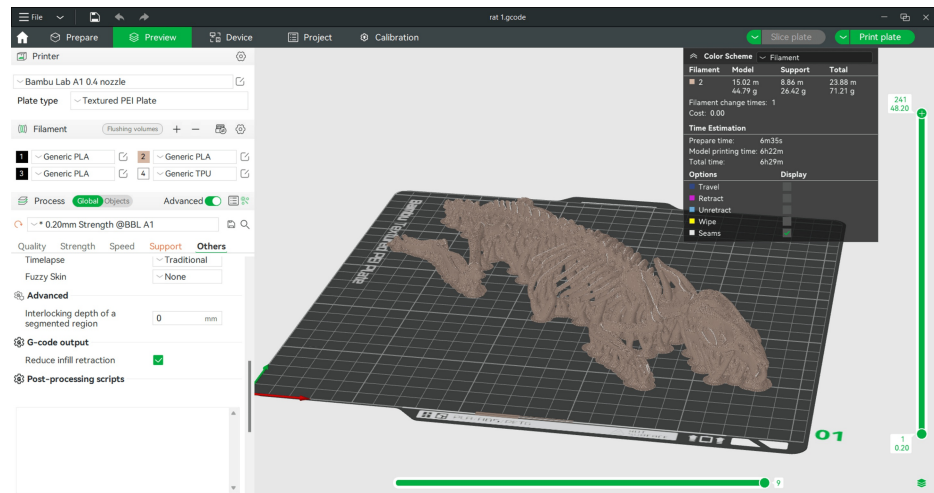 File
rat 1.gcode
Prepare Preview Device Project Calibration Slice plate Print plate
Printer
Bambu Lab A1 0.4 nozzle
Plate type Textured PEI Plate
Filament Flushing volumes
1 Generic PLA 2 Generic PLA
3 Generic PLA 4 Generic TPU
Process Global Objects Advanced
* 0.20mm Strength @BBL A1
Quality Strength Speed Support Others
Timelapse Traditional
Fuzzy Skin None
Advanced
Interlocking depth of a segmented region 0 mm
G-code output
Reduce infill retraction
Post-processing scripts
Color Scheme Filament
Filament Model Support Total
2 15.02 m 8.86 m 23.88 m
44.79 g 26.42 g 71.21 g
Filament change times: 1
Cost: 0.00
Time Estimation
Prepare time: 6m35s
Model printing time: 6h22m
Total time: 6h29m
Options Display
Travel
Retract
Unretract
Wipe
Seams
241
48.20
Bambu Textured PEI Plate
01
1
0.20
9